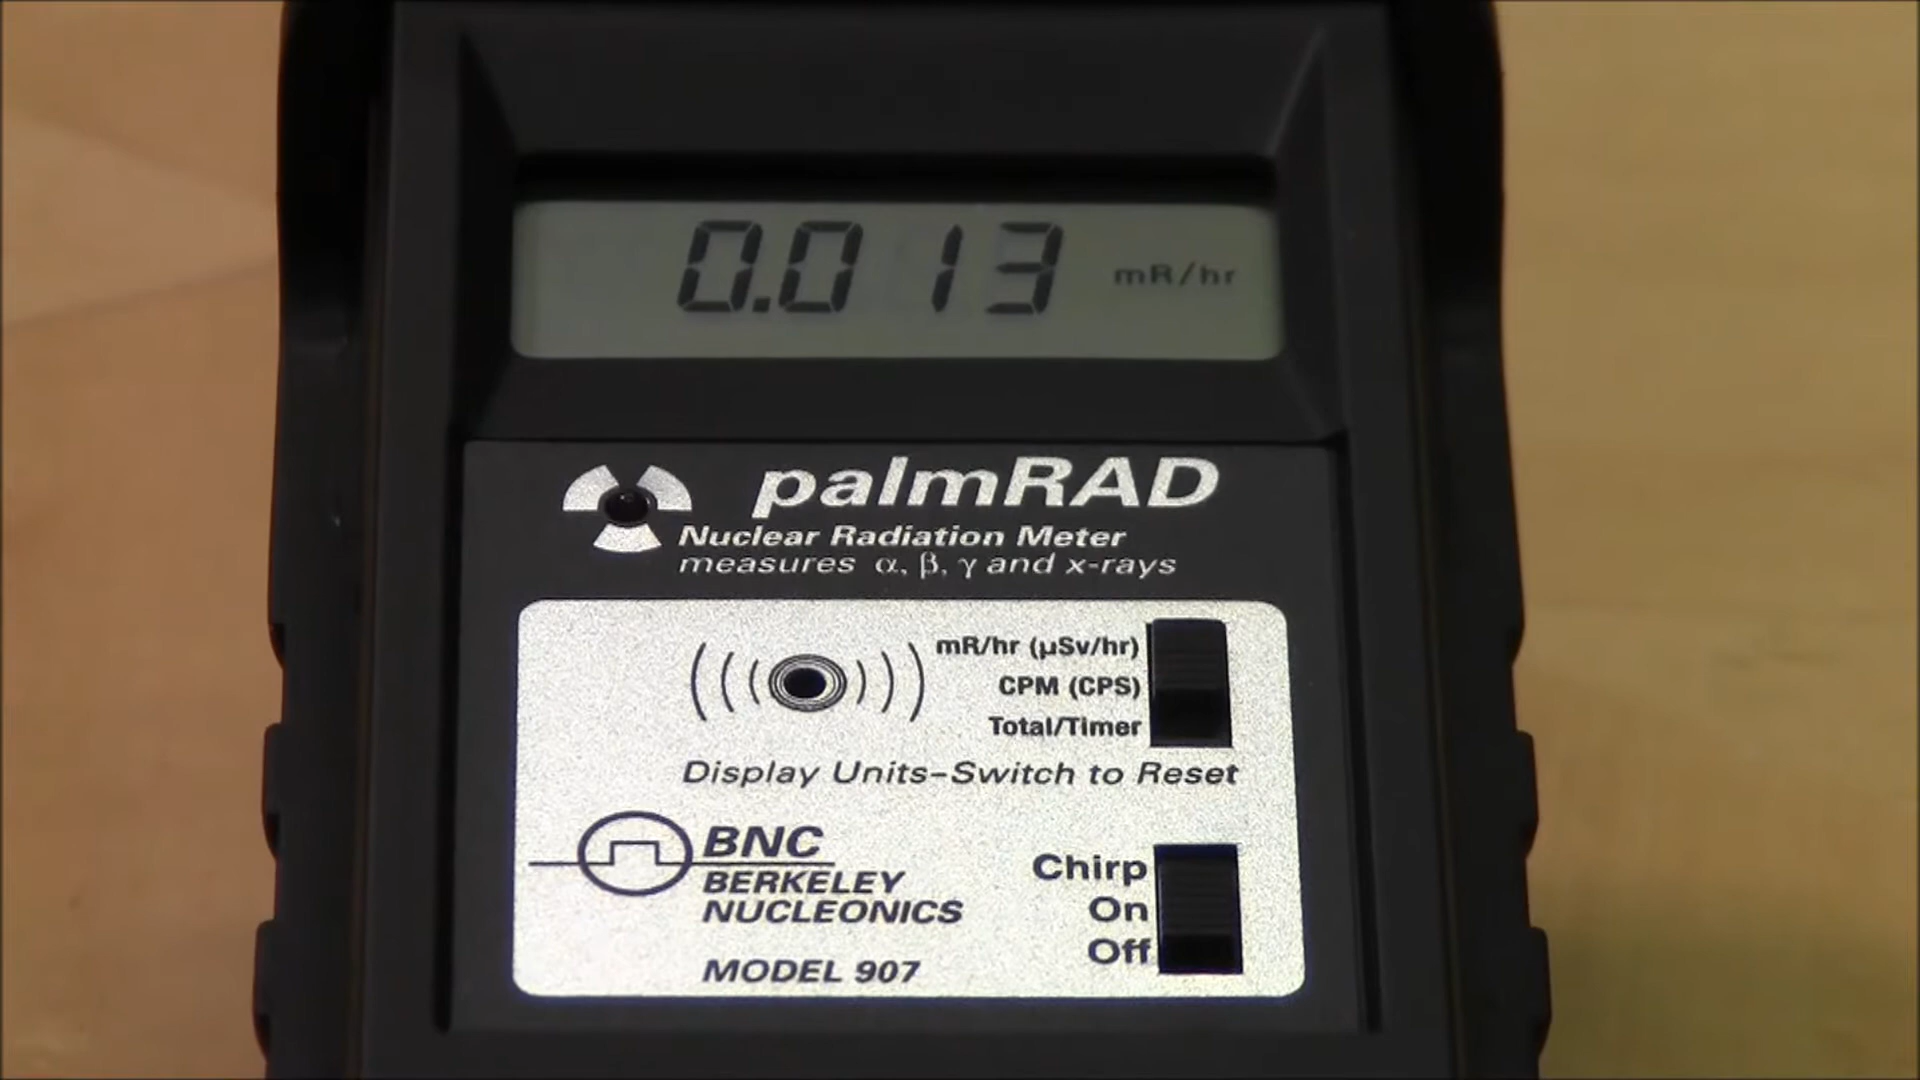 0.013 mR/hr
palmRAD
Nuclear Radiation Meter
measures α, β, γ and x-rays
mR/hr (µSv/hr)
CPM (CPS)
Total/Timer
Display Units-Switch to Reset
BNC
BERKELEY
NUCLEONICS
MODEL 907
Chirp
On
Off